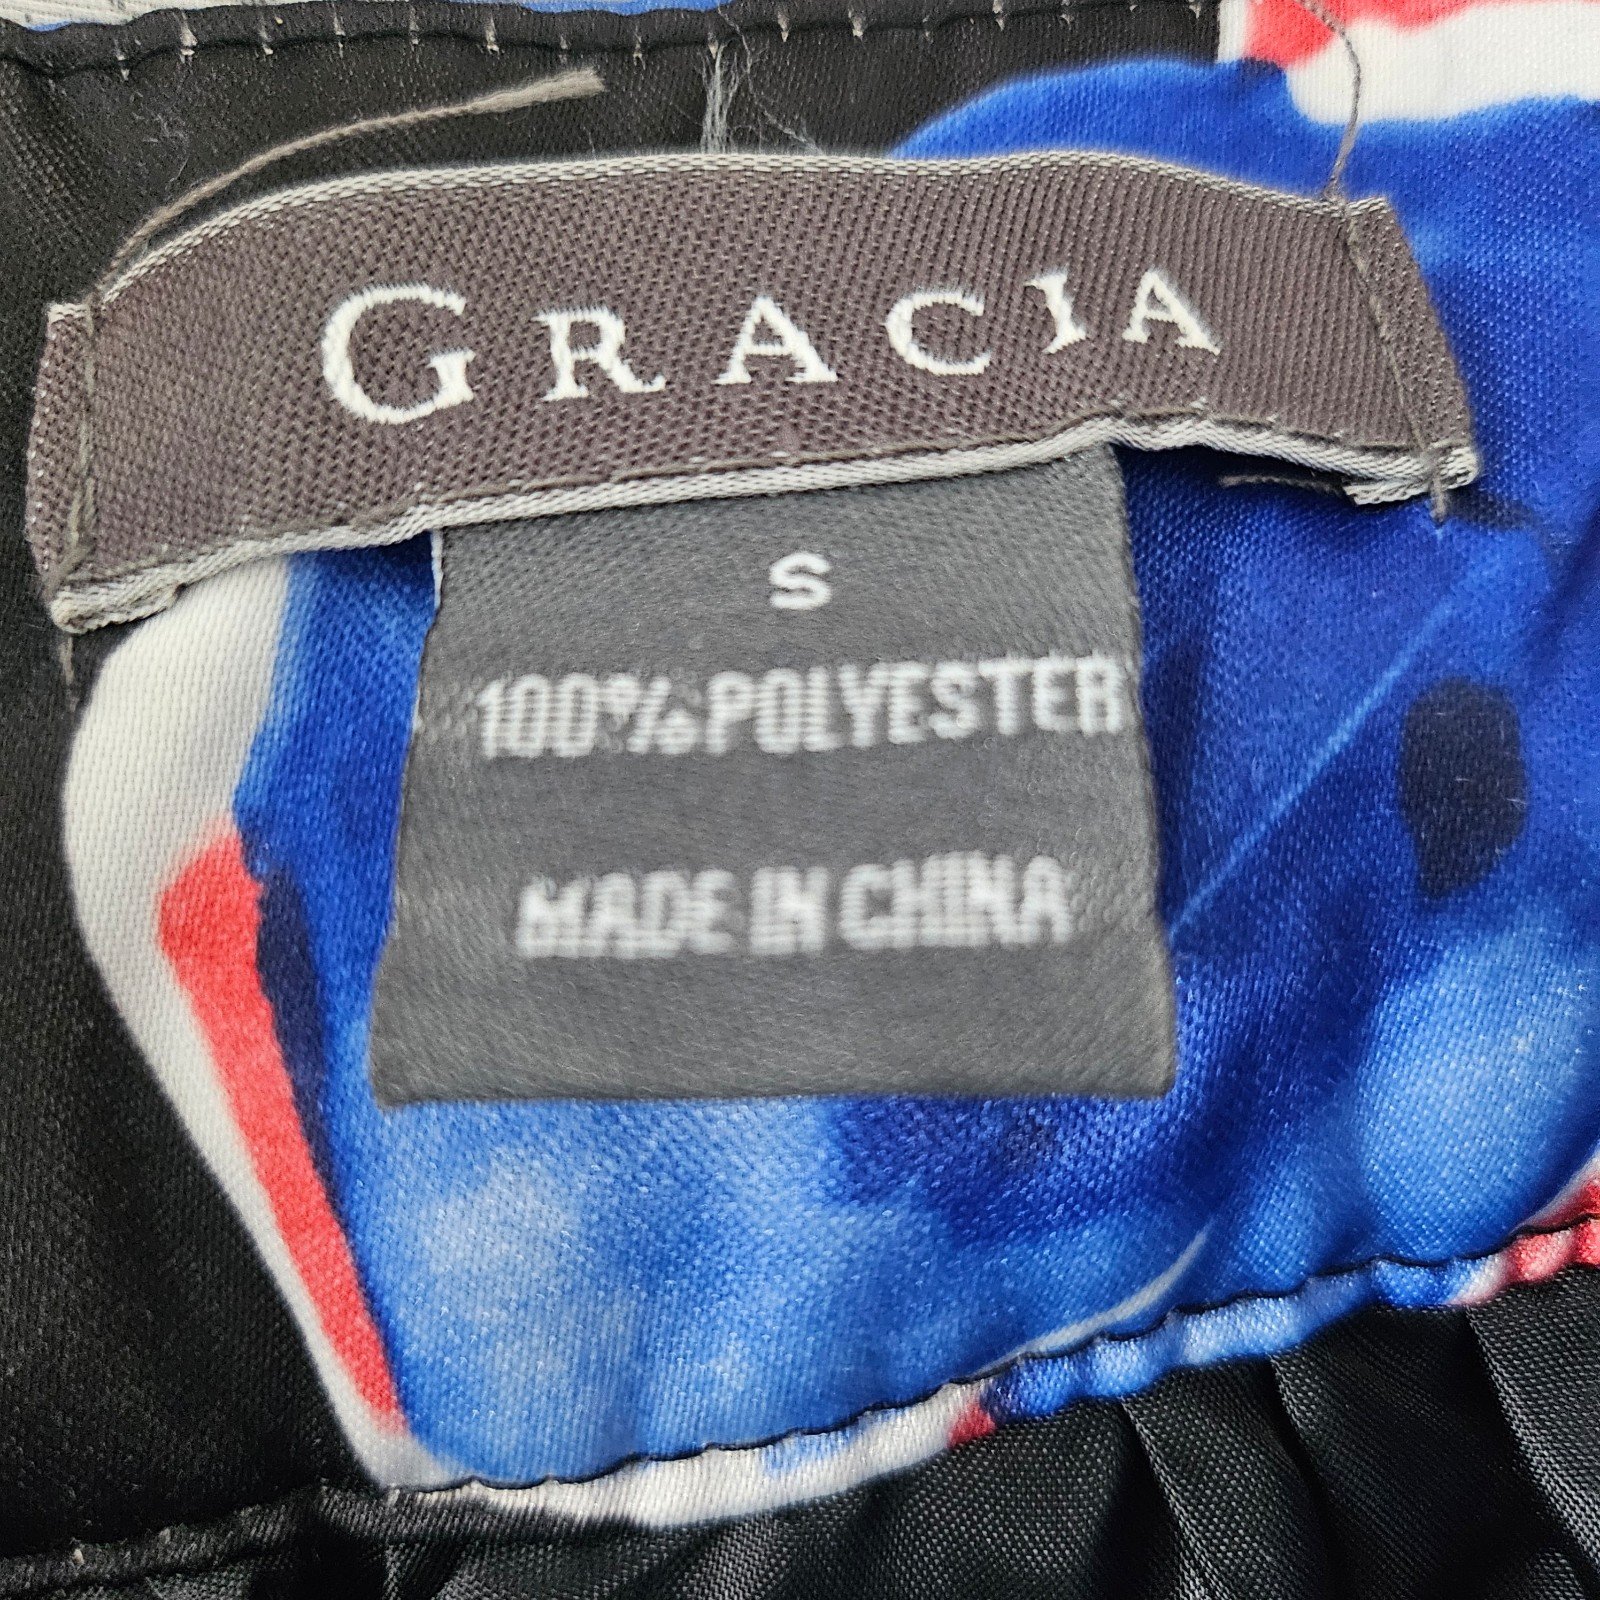 GRACIA
S
100% POLYESTER
MADE IN CHINA